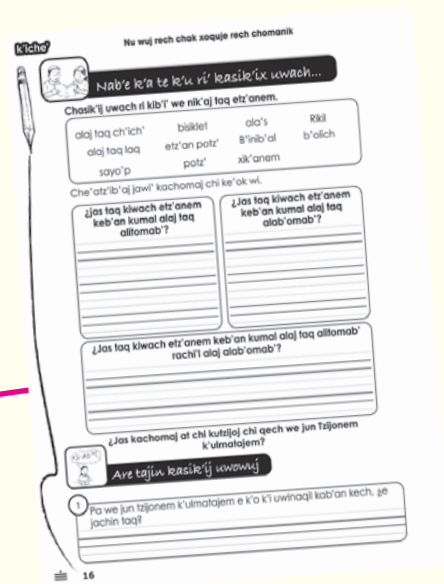 k'iche'
Nu wuj rech chak xoquje rech chomanik
Nab'e k'a te k'u ri' kasik'ix uwach...
Chasik'ij uwach ri kib'i' we nik'aj taq etz'anem.
alaj taq ch'ich' bisiklet ala's Rikil
alaj taq laq etz'an potz' B'inib'al b'olich
sayo'p potz' xik'anem
Che'atz'ib'aj jawi' kachomaj chi ke'ok wi.
¿Jas taq kiwach etz'anem
keb'an kumal alaj taq
alitomab'?
¿Jas taq kiwach etz'anem
keb'an kumal alaj taq
alab'omab'?
¿Jas taq kiwach etz'anem keb'an kumal alaj taq alitomab'
rachi'l alaj alab'omab'?
¿Jas kachomaj at chi kutzijoj chi qech we jun Tzijonem
k'ulmatajem?
Are tajin kasik'ij uwowuj
1 Pa we jun tzijonem k'ulmatajem e k'o k'i uwinaqil kab'an kech, ¿e
jachin taq?
16